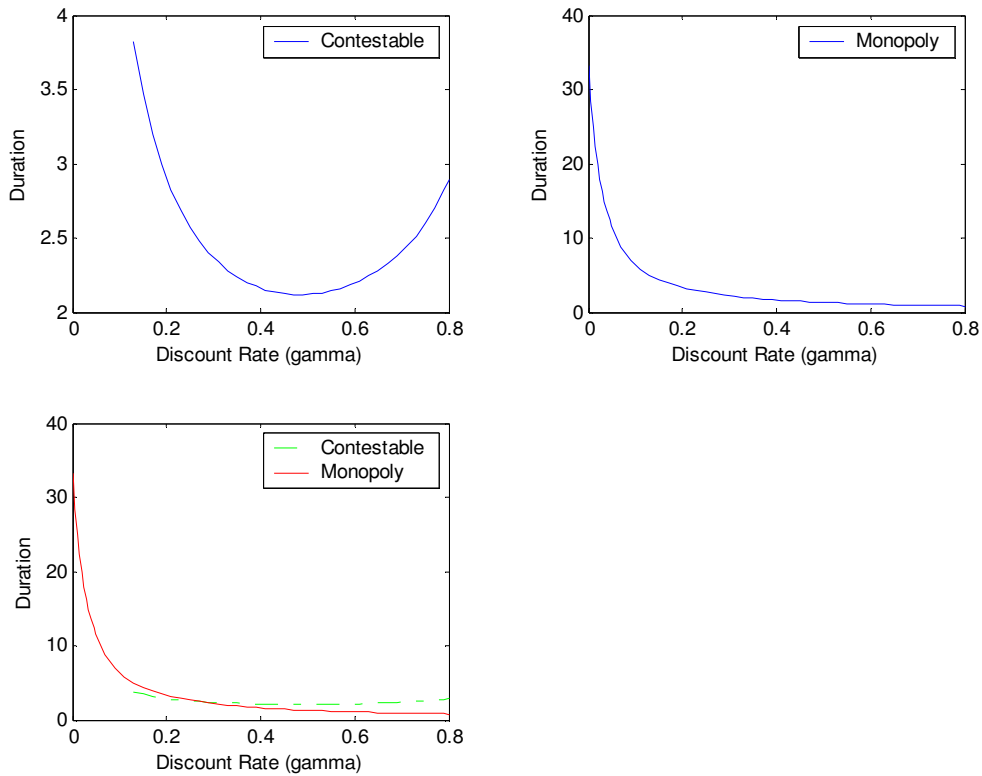 4
3.5
3
2.5
2
Duration
Contestable
0 0.2 0.4 0.6 0.8
Discount Rate (gamma)
40
30
20
10
0
Duration
Monopoly
0 0.2 0.4 0.6 0.8
Discount Rate (gamma)
40
30
20
10
0
Duration
Contestable
Monopoly
0 0.2 0.4 0.6 0.8
Discount Rate (gamma)